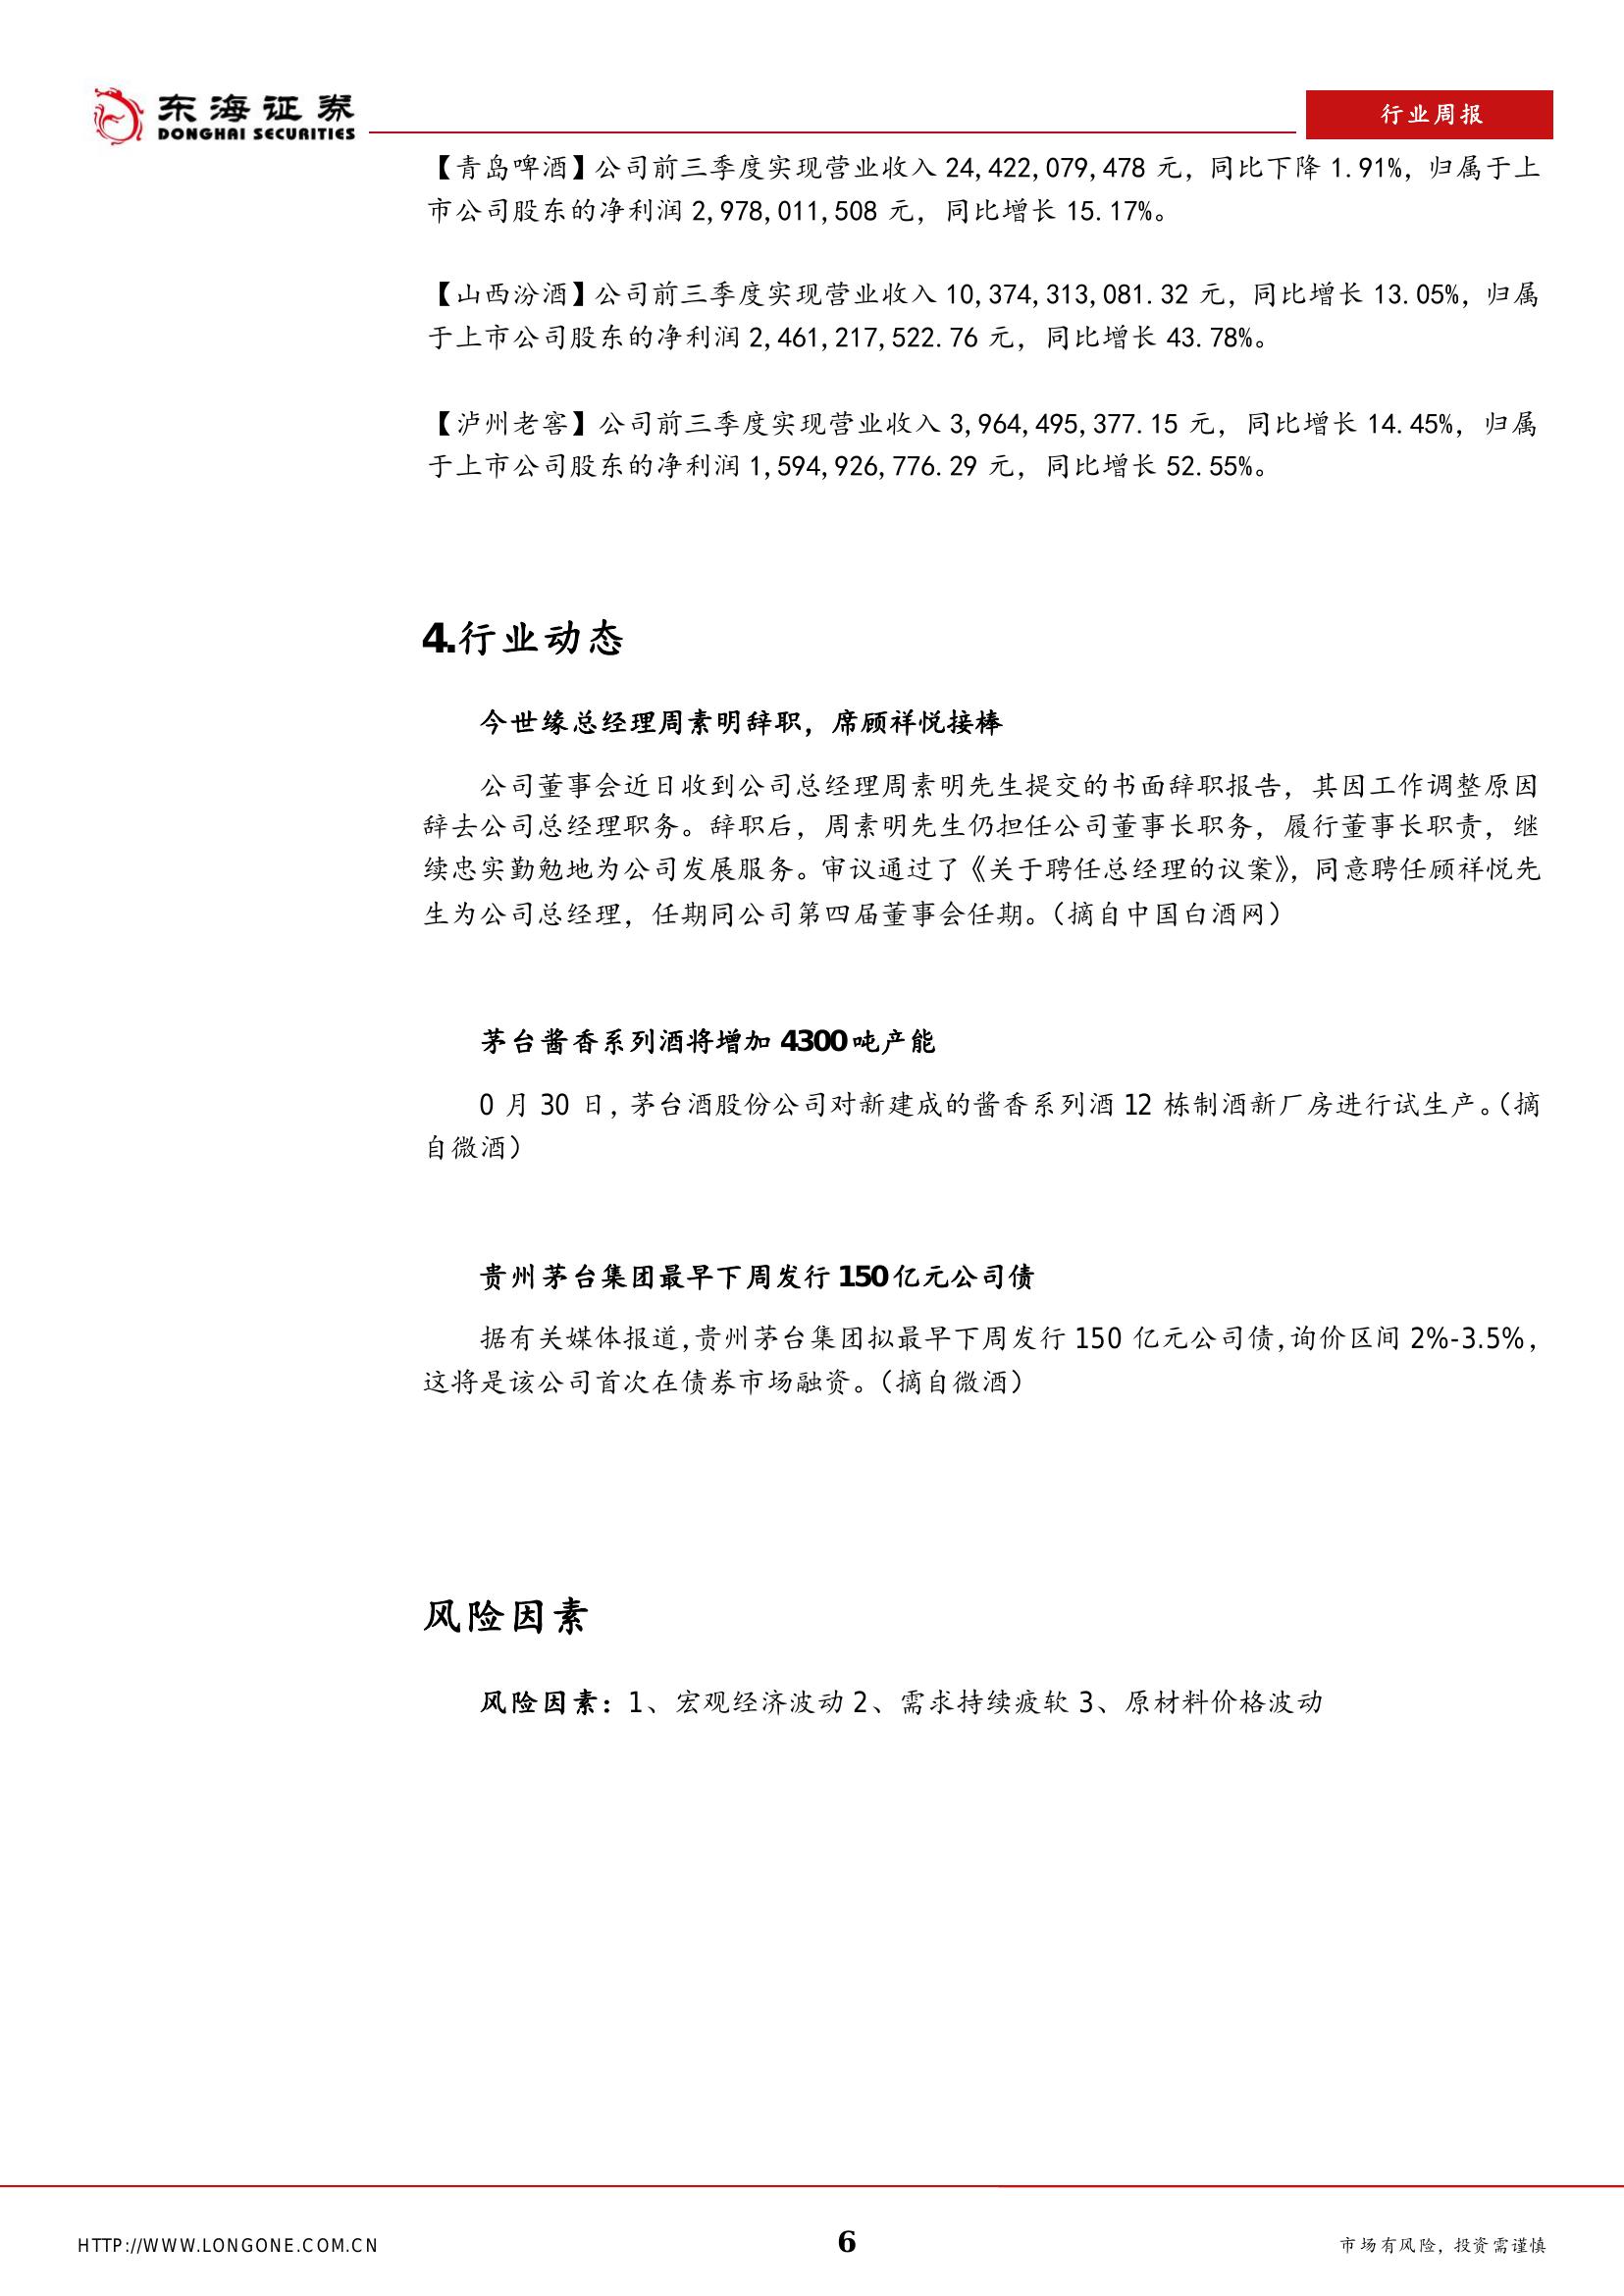 东海证券
DONGHAI SECURITIES
行业周报
【青岛啤酒】公司前三季度实现营业收入 24,422,079,478 元，同比下降 1.91%，归属于上
市公司股东的净利润 2,978,011,508 元，同比增长 15.17%。
【山西汾酒】公司前三季度实现营业收入 10,374,313,081.32 元，同比增长 13.05%，归属
于上市公司股东的净利润 2,461,217,522.76 元，同比增长 43.78%。
【泸州老窖】公司前三季度实现营业收入 3,964,495,377.15 元，同比增长 14.45%，归属
于上市公司股东的净利润 1,594,926,776.29 元，同比增长 52.55%。
4.行业动态
今世缘总经理周素明辞职，席顾祥悦接棒
公司董事会近日收到公司总经理周素明先生提交的书面辞职报告，其因工作调整原因
辞去公司总经理职务。辞职后，周素明先生仍担任公司董事长职务，履行董事长职责，继
续忠实勤勉地为公司发展服务。审议通过了《关于聘任总经理的议案》，同意聘任顾祥悦先
生为公司总经理，任期同公司第四届董事会任期。（摘自中国白酒网）
茅台酱香系列酒将增加 4300 吨产能
0 月 30 日，茅台酒股份公司对新建成的酱香系列酒 12 栋制酒新厂房进行试生产。（摘
自微酒）
贵州茅台集团最早下周发行 150 亿元公司债
据有关媒体报道，贵州茅台集团拟最早下周发行 150 亿元公司债，询价区间 2%-3.5%，
这将是该公司首次在债券市场融资。（摘自微酒）
风险因素
风险因素：1、宏观经济波动 2、需求持续疲软 3、原材料价格波动
HTTP://WWW.LONGONE.COM.CN
6
市场有风险，投资需谨慎